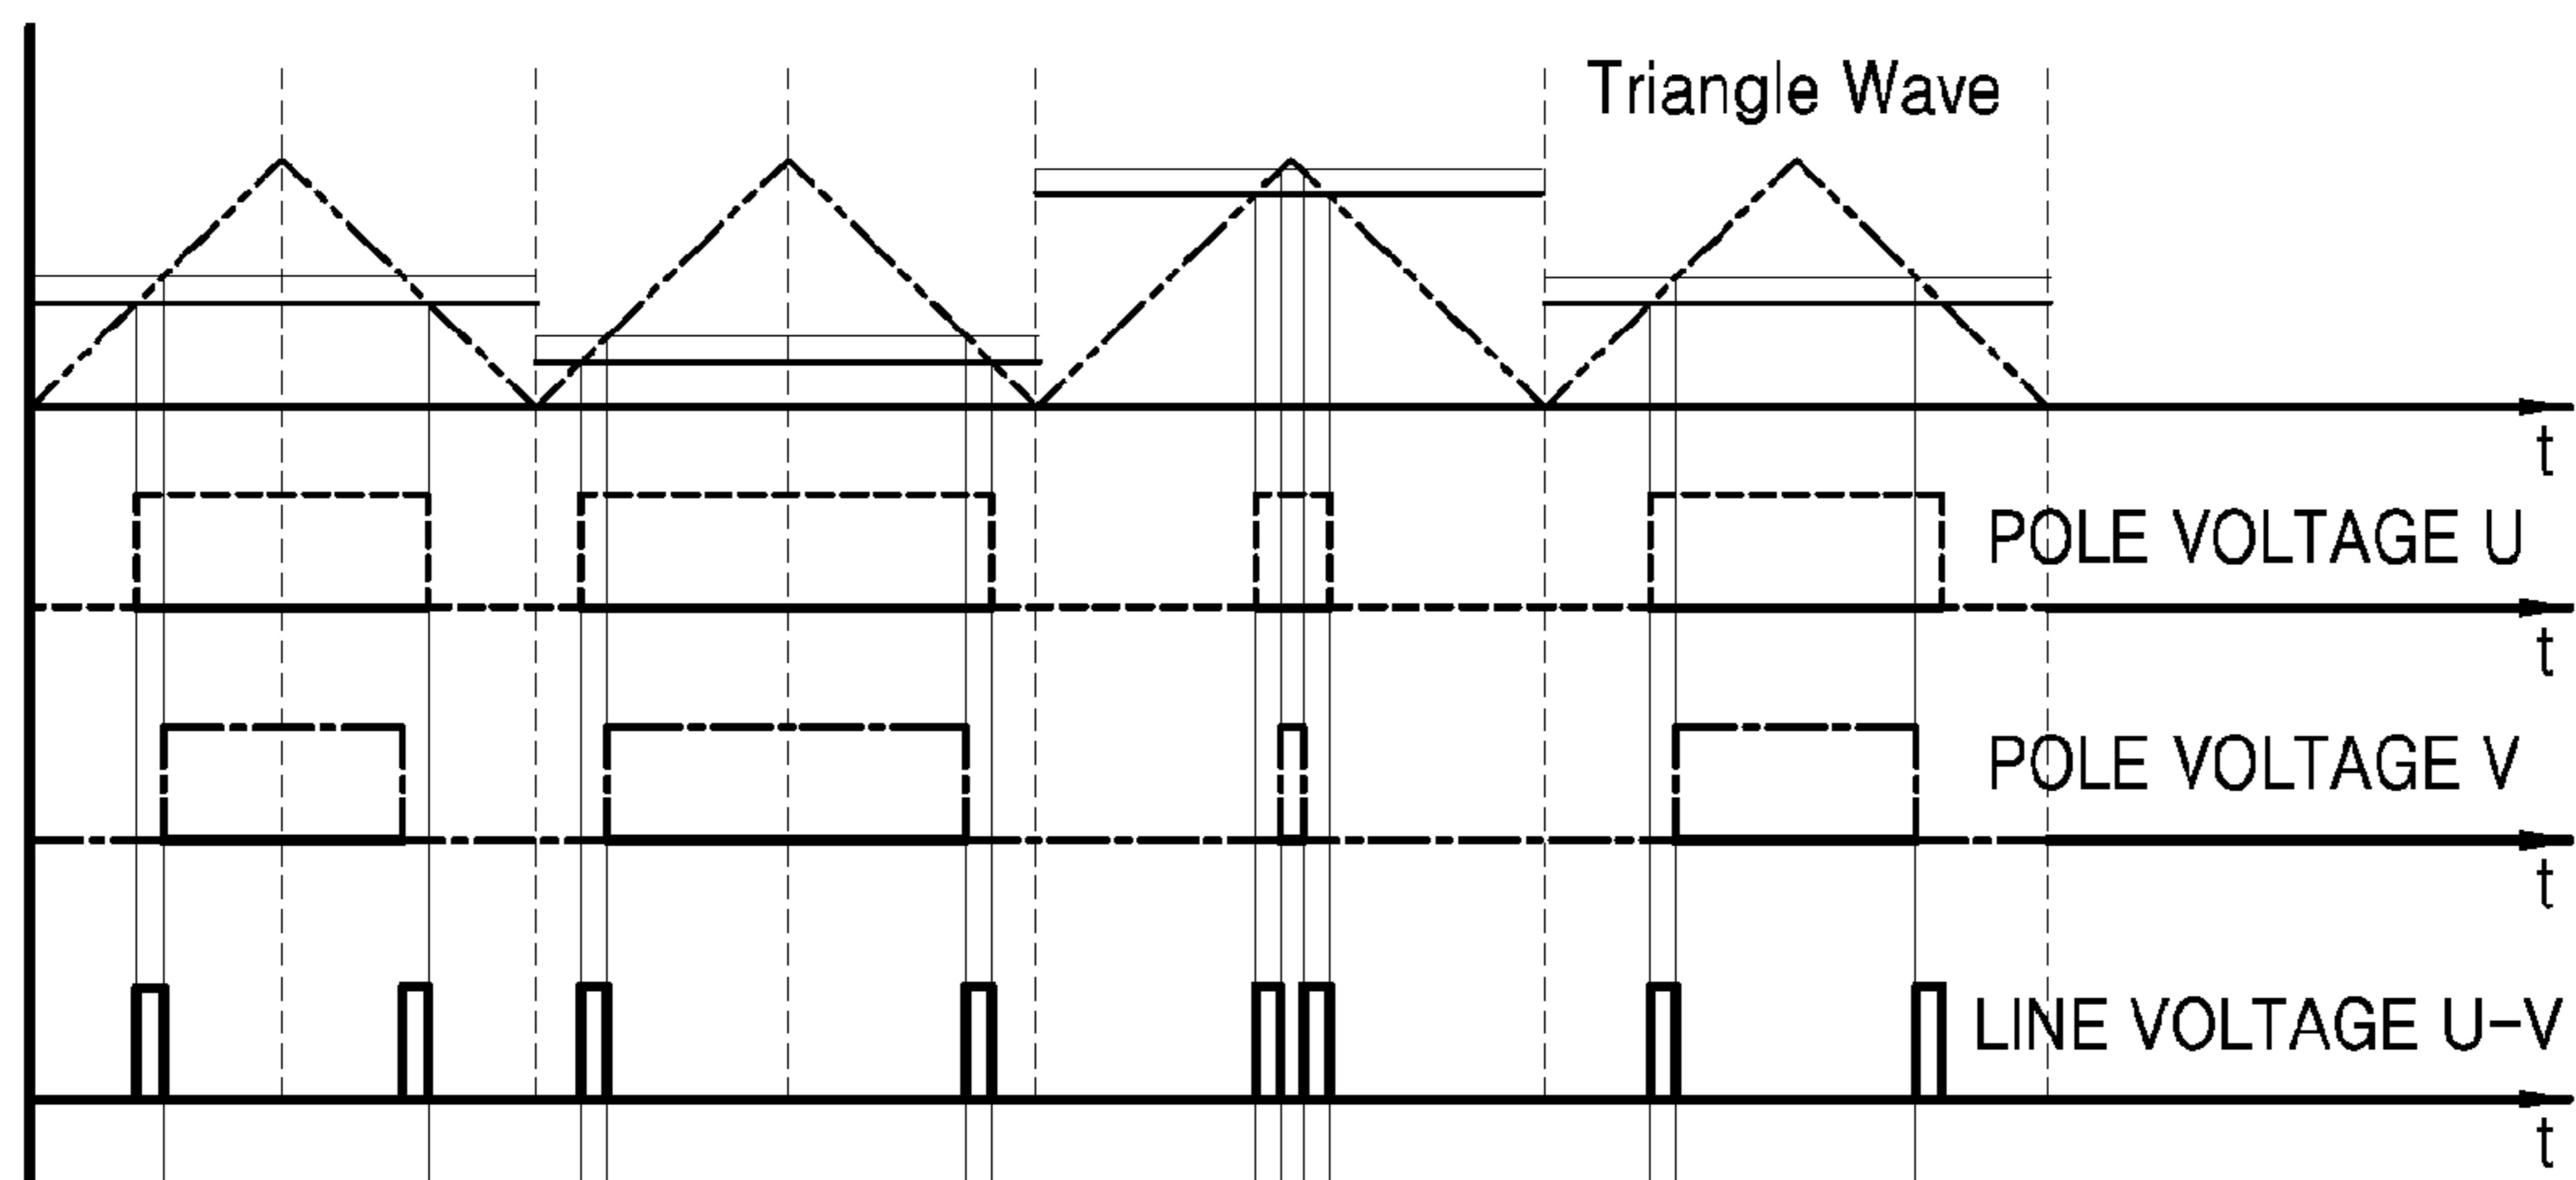 Triangle Wave
t
POLE VOLTAGE U
t
POLE VOLTAGE V
t
LINE VOLTAGE U-V
t